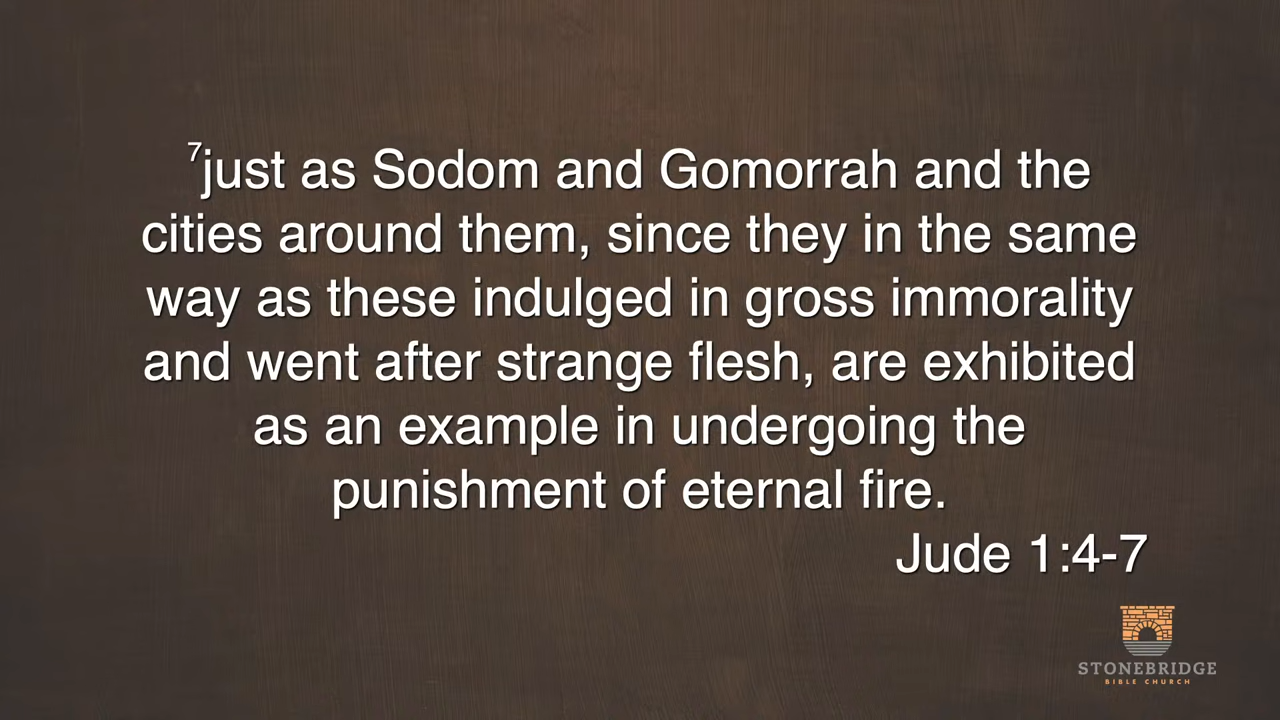 7just as Sodom and Gomorrah and the
cities around them, since they in the same
way as these indulged in gross immorality
and went after strange flesh, are exhibited
as an example in undergoing the
punishment of eternal fire.
Jude 1:4-7
STONEBRIDGE
BIBLE CHURCH